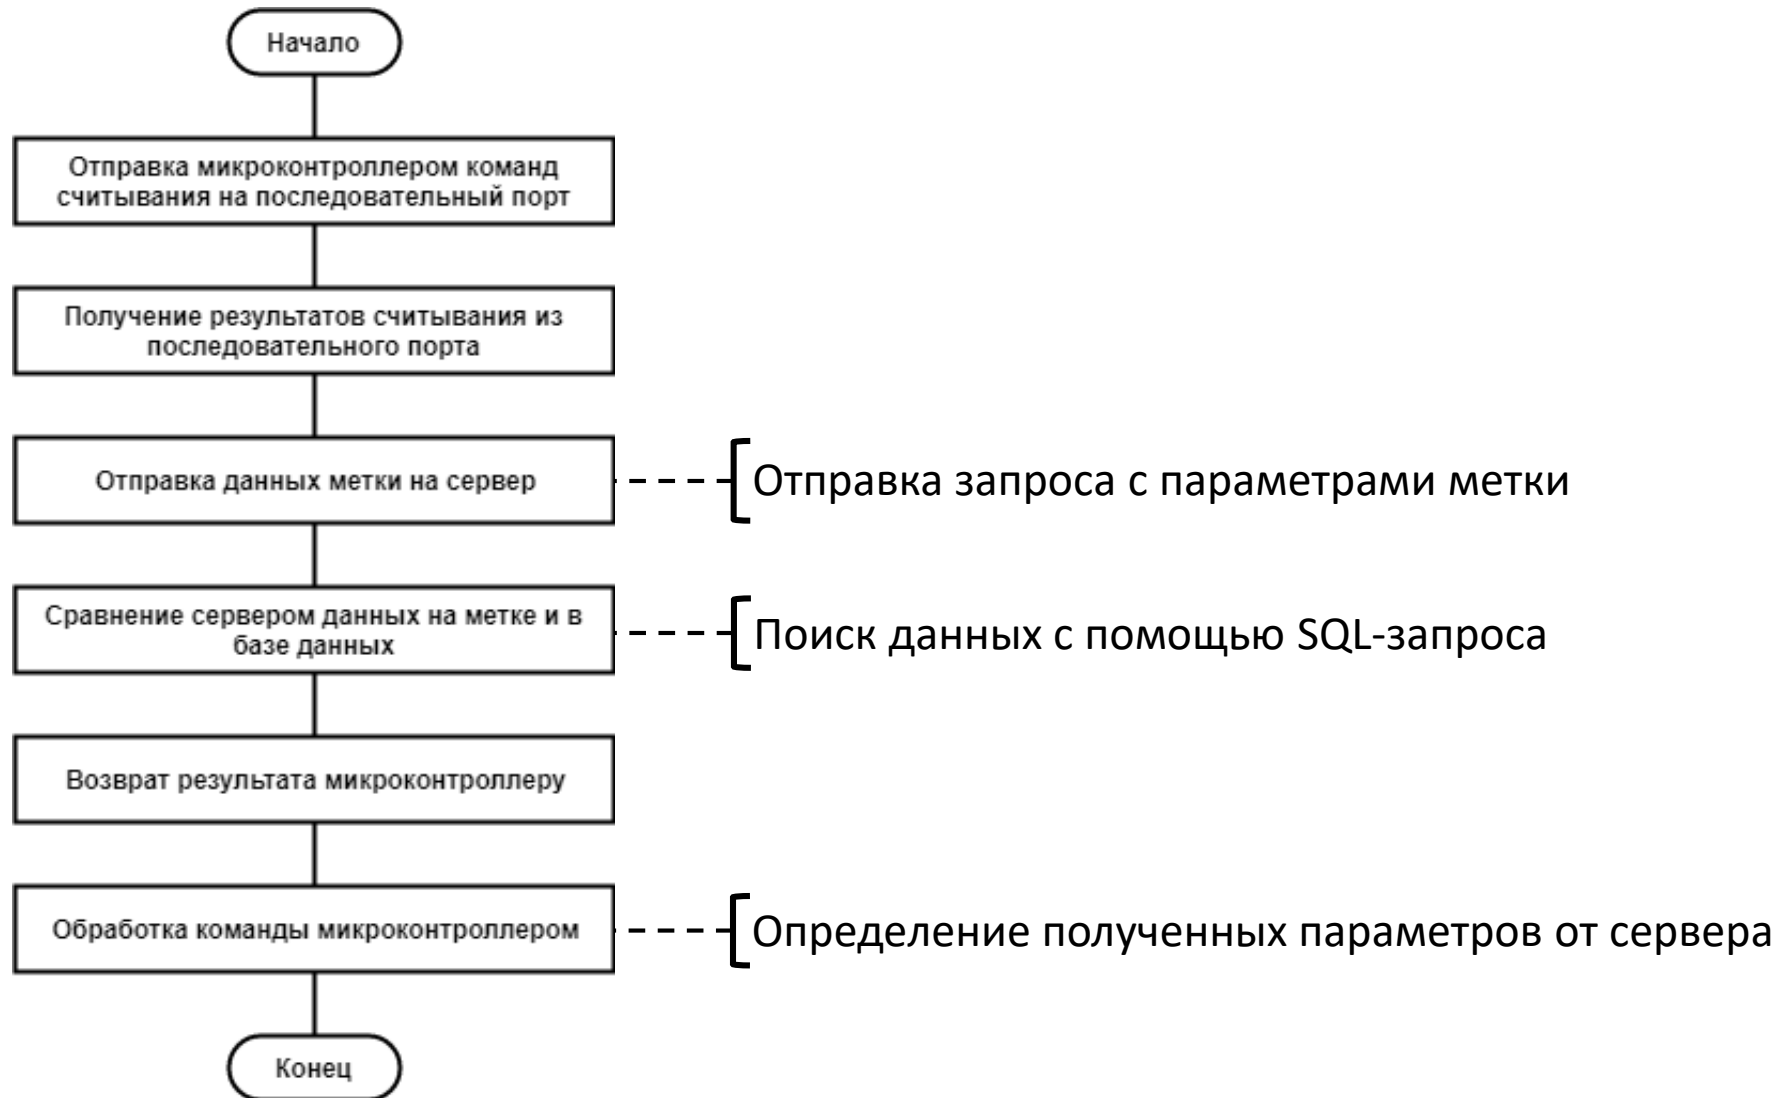 Начало
Отправка микроконтроллером команд
считывания на последовательный порт
Получение результатов считывания из
последовательного порта
Отправка данных метки на сервер
Отправка запроса с параметрами метки
Сравнение сервером данных на метке и в
базе данных
Поиск данных с помощью SQL-запроса
Возврат результата микроконтроллеру
Обработка команды микроконтроллером
Определение полученных параметров от сервера
Конец